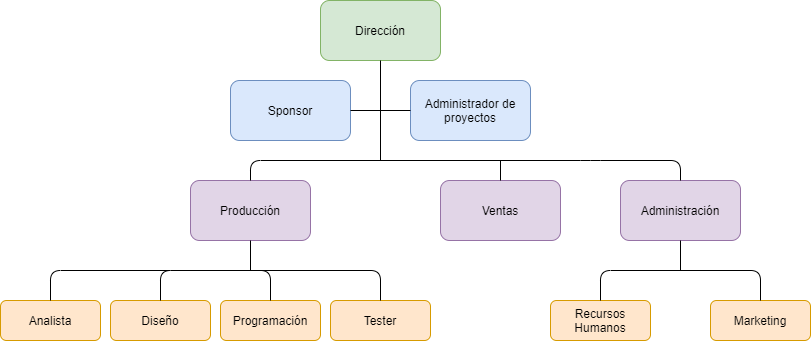 Dirección
Sponsor
Administrador de
proyectos
Producción
Ventas
Administración
Analista
Diseño
Programación
Tester
Recursos
Humanos
Marketing